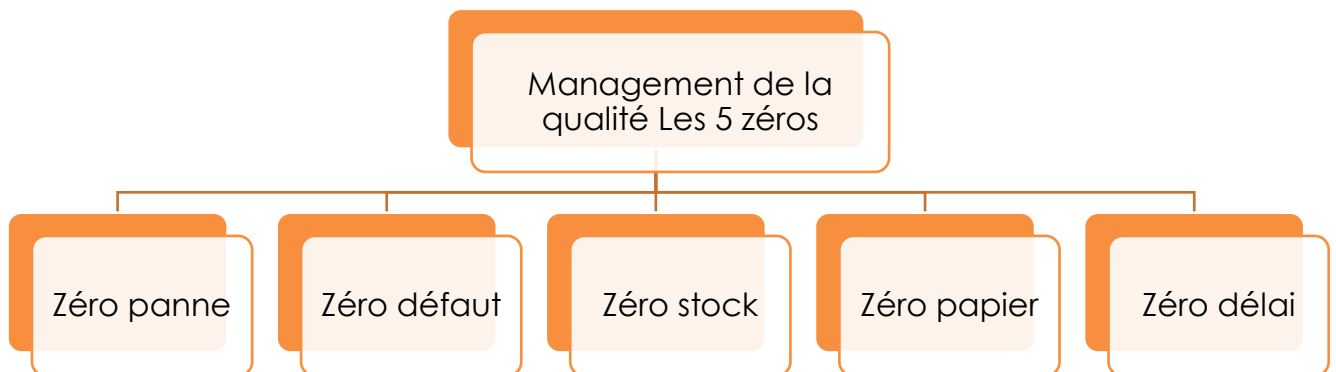 Management de la
qualité Les 5 zéros
Zéro panne
Zéro défaut
Zéro stock
Zéro papier
Zéro délai